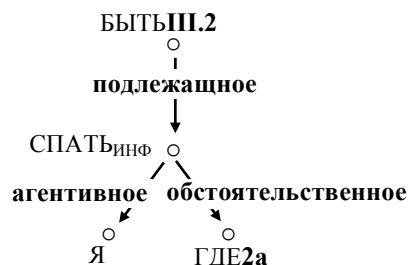 БЫТЬIII.2
подлежащное
СПАТЬИНФ
агентивное обстоятельственное
Я ГДЕ2а